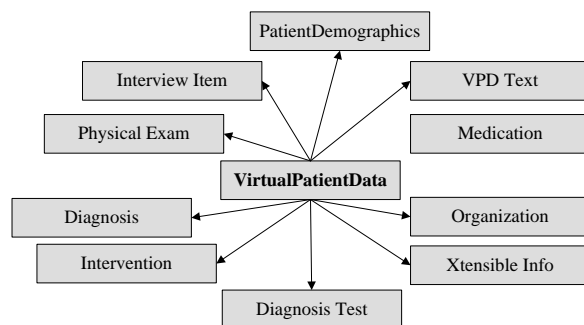 PatientDemographics
Interview Item
VPD Text
Physical Exam
Medication
VirtualPatientData
Diagnosis
Organization
Intervention
Xtensible Info
Diagnosis Test